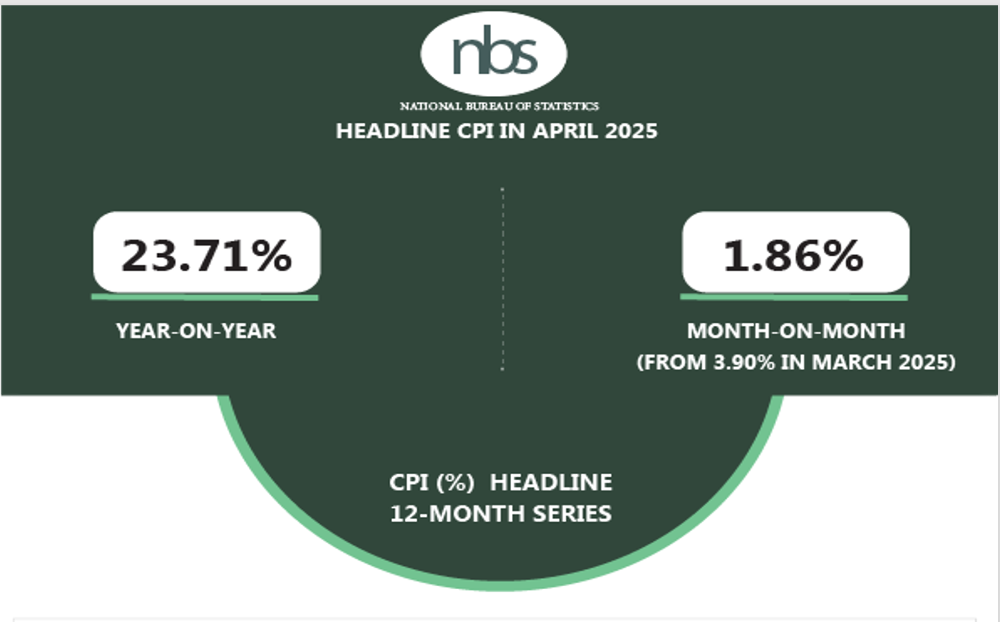 nbs
NATIONAL BUREAU OF STATISTICS
HEADLINE CPI IN APRIL 2025
23.71%
YEAR-ON-YEAR
1.86%
MONTH-ON-MONTH
(FROM 3.90% IN MARCH 2025)
CPI (%) HEADLINE
12-MONTH SERIES